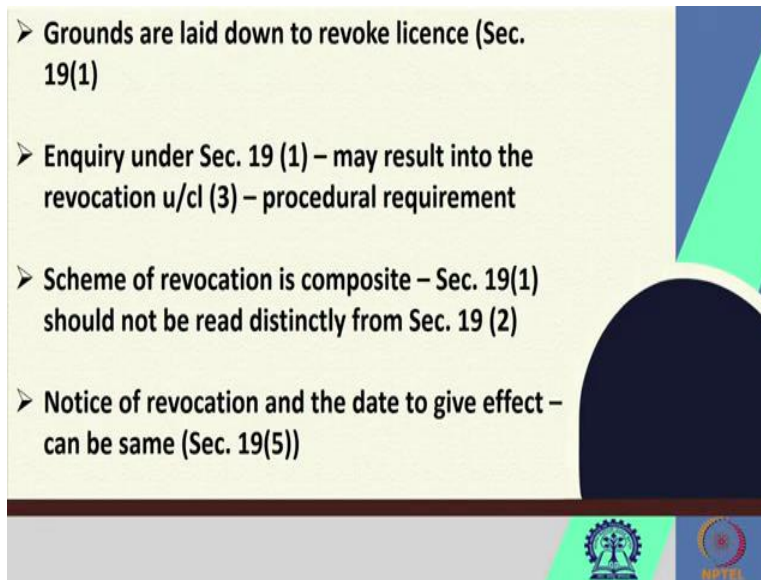 ➢ Grounds are laid down to revoke licence (Sec.
19(1)
➢ Enquiry under Sec. 19 (1) – may result into the
revocation u/cl (3) – procedural requirement
➢ Scheme of revocation is composite – Sec. 19(1)
should not be read distinctly from Sec. 19 (2)
➢ Notice of revocation and the date to give effect –
can be same (Sec. 19(5))
NPTEL